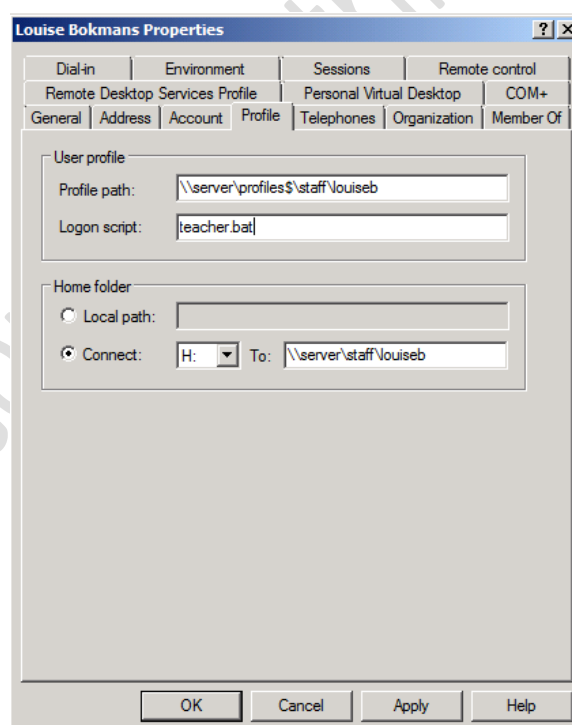 Louise Bokmans Properties
Dial-in Environment Sessions Remote control
Remote Desktop Services Profile Personal Virtual Desktop COM+
General Address Account Profile Telephones Organization Member Of
User profile
Profile path: \\server\profiles$\staff\louiseb
Logon script: teacher.bat
Home folder
Local path:
Connect: H: To: \\server\staff\louiseb
OK Cancel Apply Help